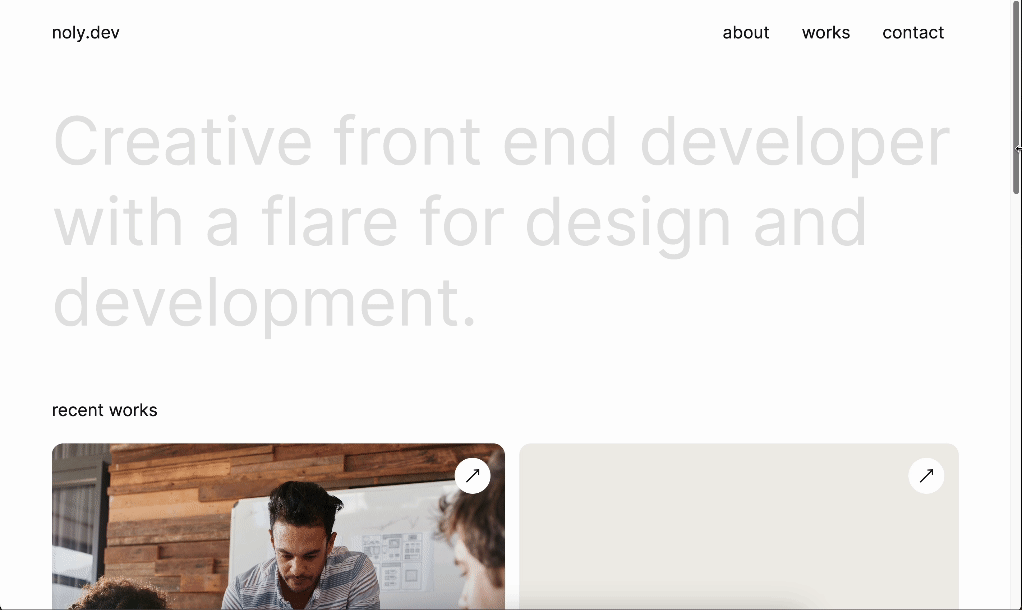 noly.dev
about works contact
Creative front end developer
with a flare for design and
development.
recent works